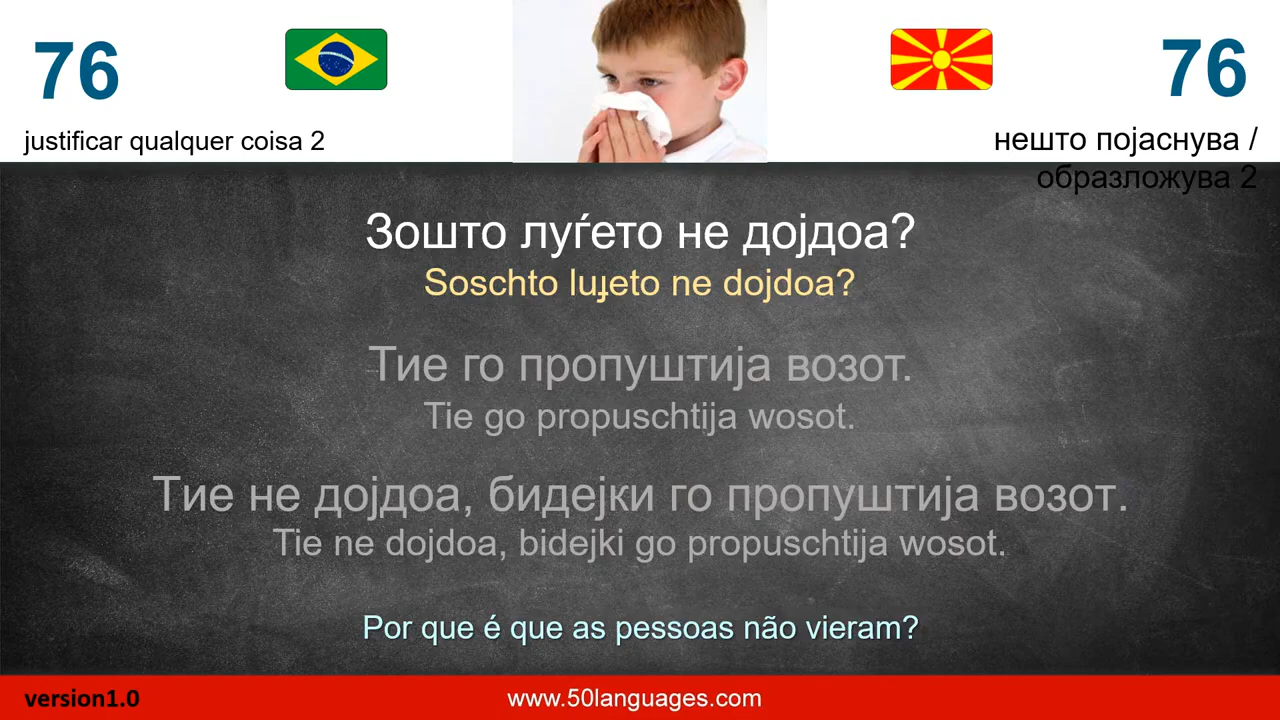 76
76
justificar qualquer coisa 2
нешто појаснува /
образложува 2
Зошто луѓето не дојдоа?
Soschto luɟeto ne dojdoa?
Тие го пропуштија возот.
Tie go propuschtija wosot.
Тие не дојдоа, бидејки го пропуштија возот.
Tie ne dojdoa, bidejki go propuschtija wosot.
Por que é que as pessoas não vieram?
version1.0
www.50languages.com